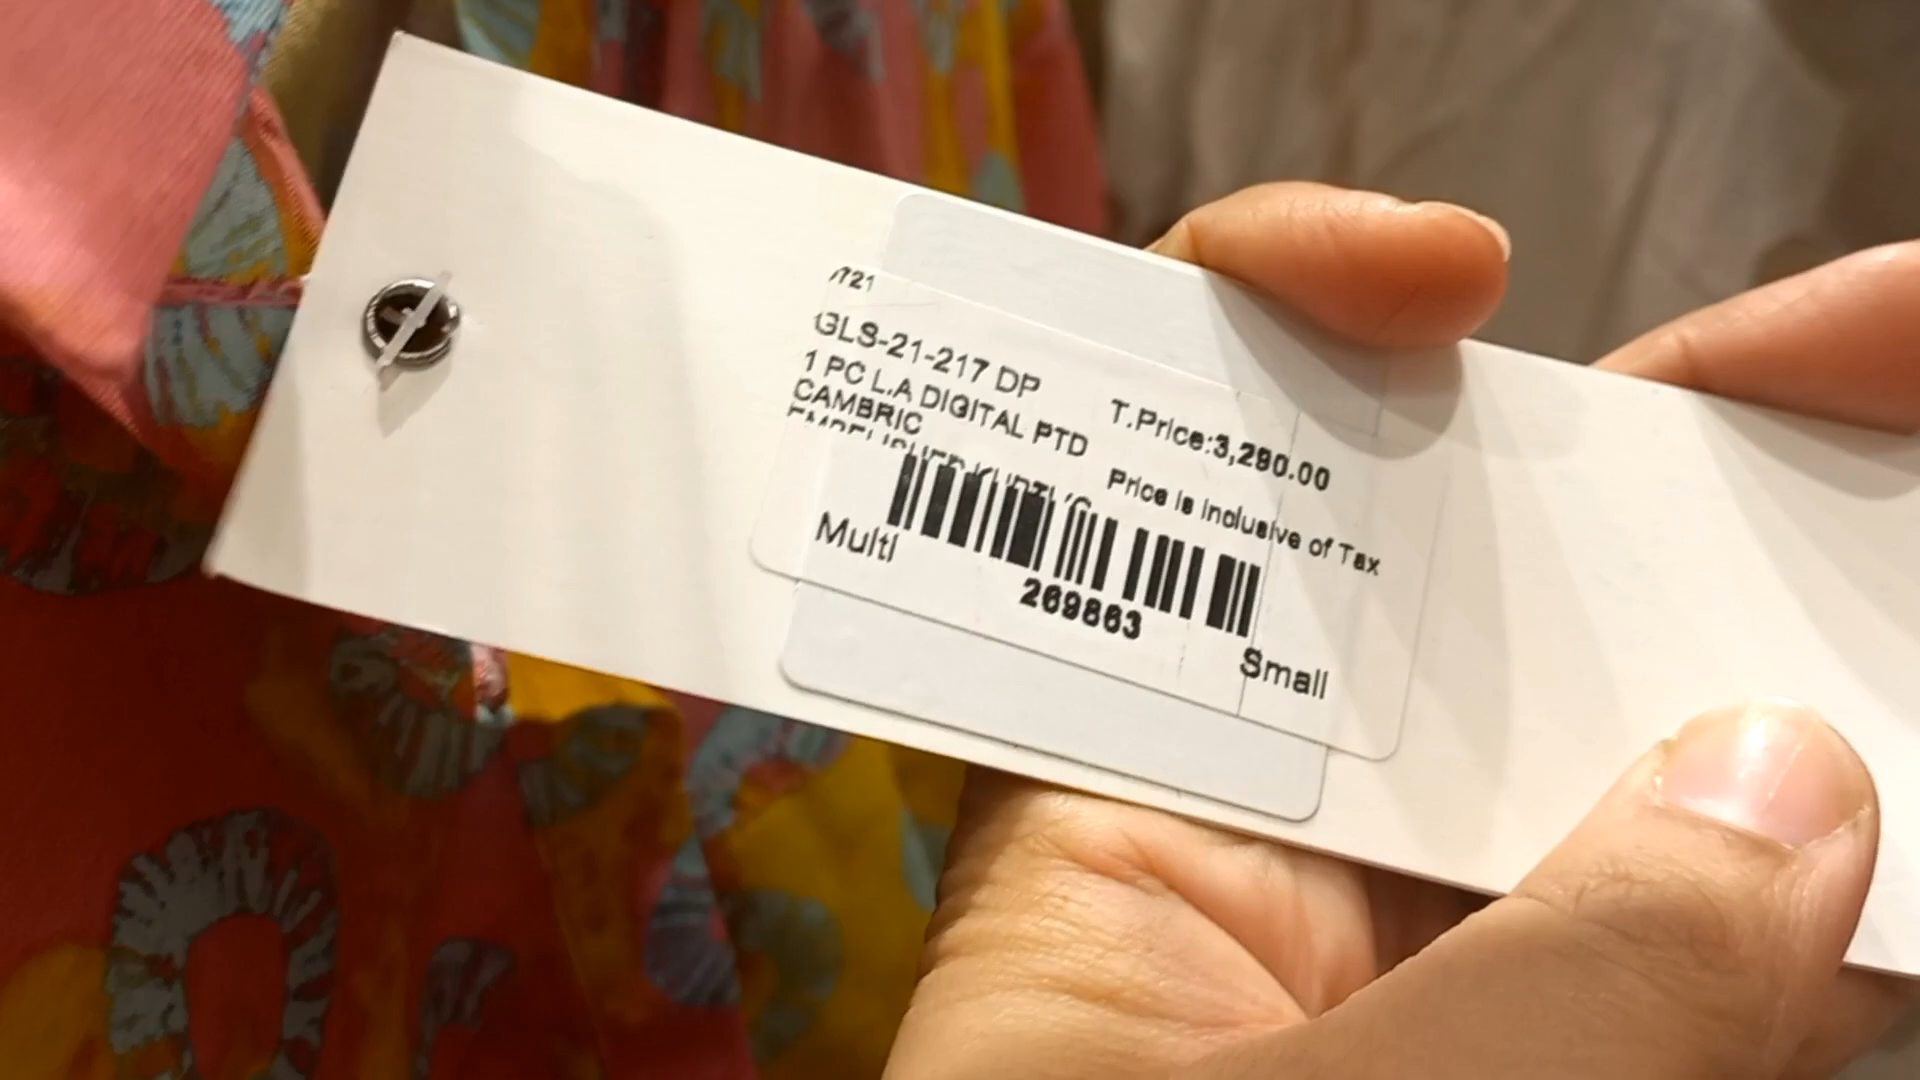 GLS-21-217 DP
1 PC L.A DIGITAL PTD
CAMBRIC
T.Price:3,290.00
Price is inclusive of Tax
Multi
269863
Small